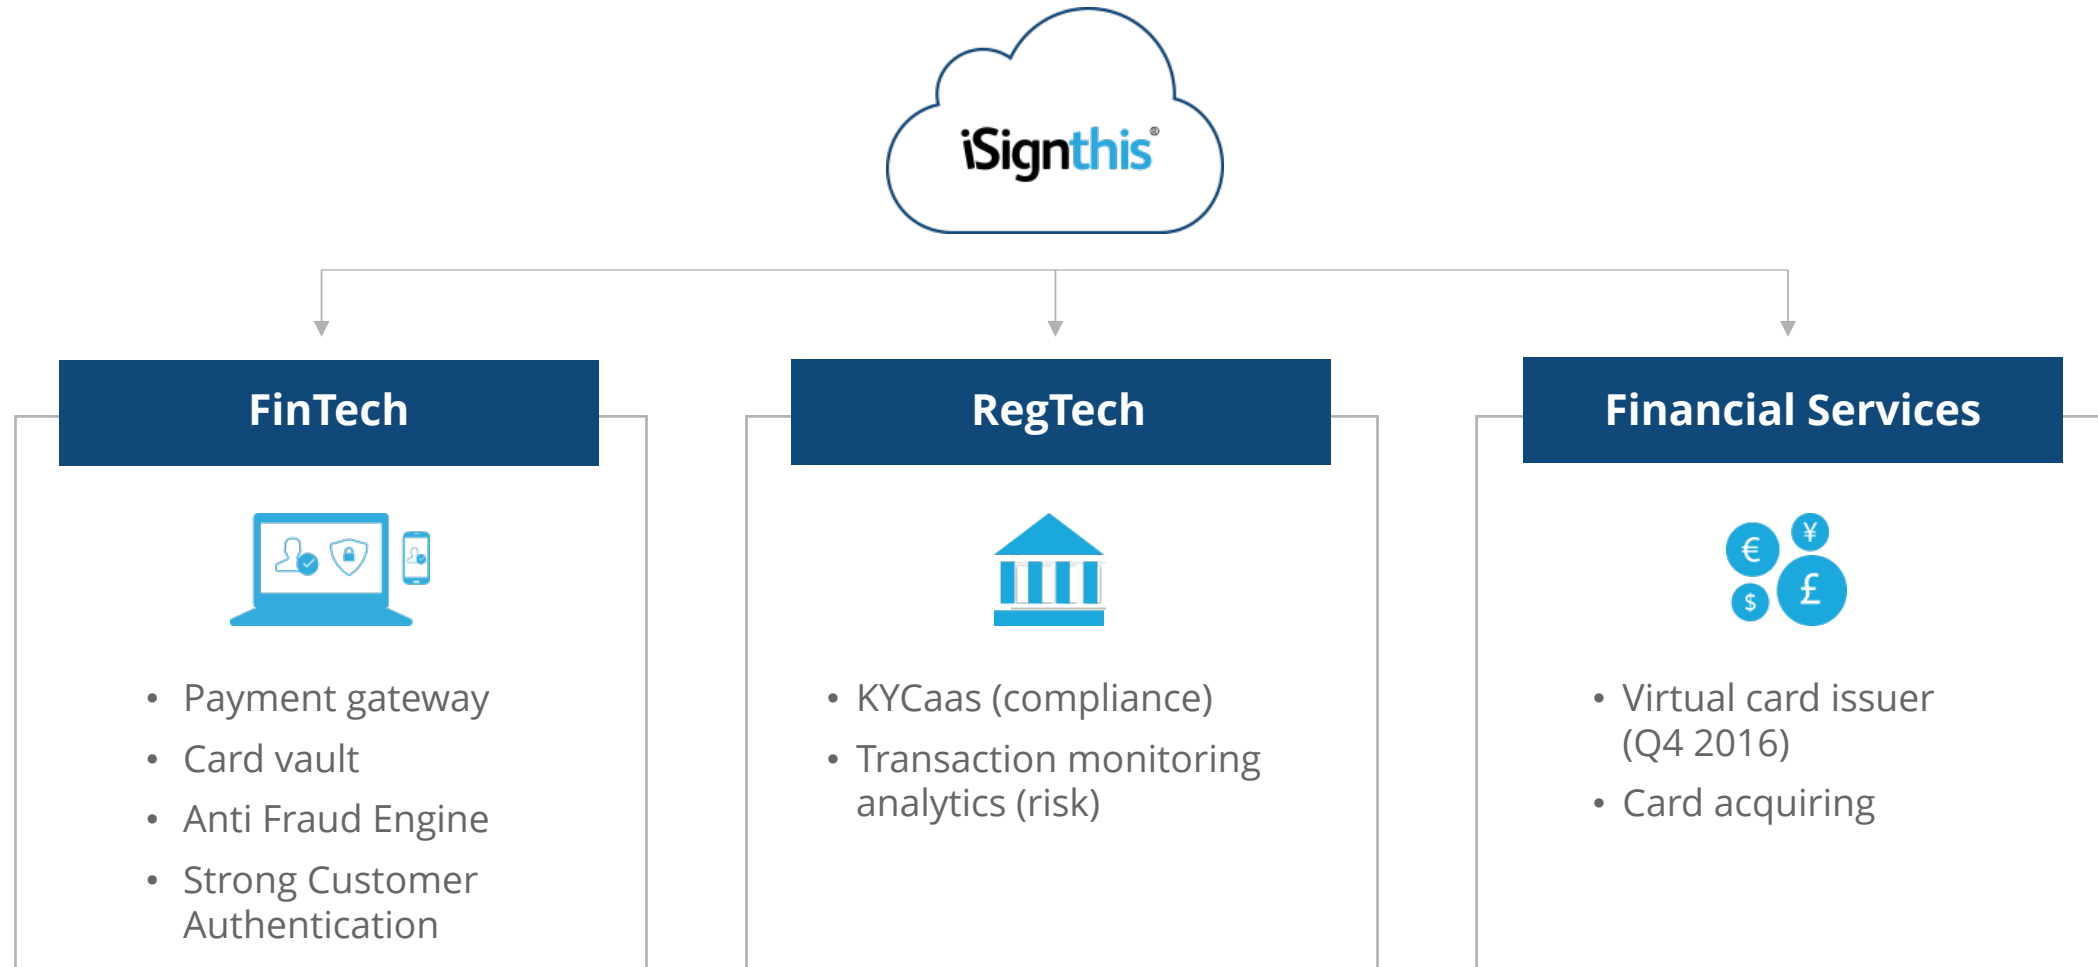 iSignthis®
FinTech
Payment gateway
Card vault
Anti Fraud Engine
Strong Customer
Authentication
RegTech
KYCaas (compliance)
Transaction monitoring
analytics (risk)
Financial Services
€
¥
$
£
Virtual card issuer
(Q4 2016)
Card acquiring